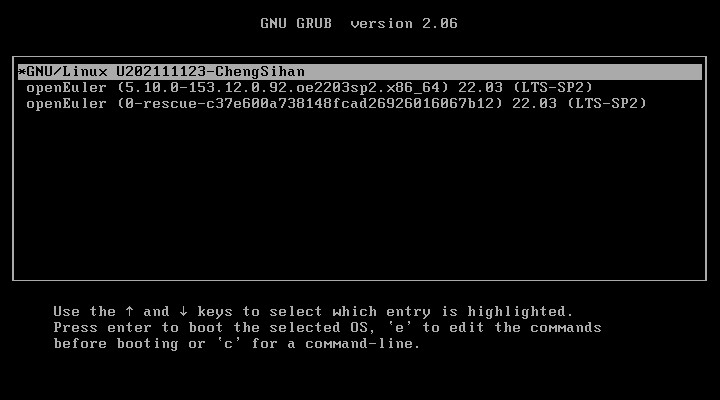 GNU GRUB  version 2.06
*GNU/Linux U202111123-ChengSihan
openEuler (5.10.0-153.12.0.92.oe2203sp2.x86_64) 22.03 (LTS-SP2)
openEuler (0-rescue-c37e600a738148fcad26926016067b12) 22.03 (LTS-SP2)
Use the ↑ and ↓ keys to select which entry is highlighted.
Press enter to boot the selected OS, `e' to edit the commands
before booting or `c' for a command-line.